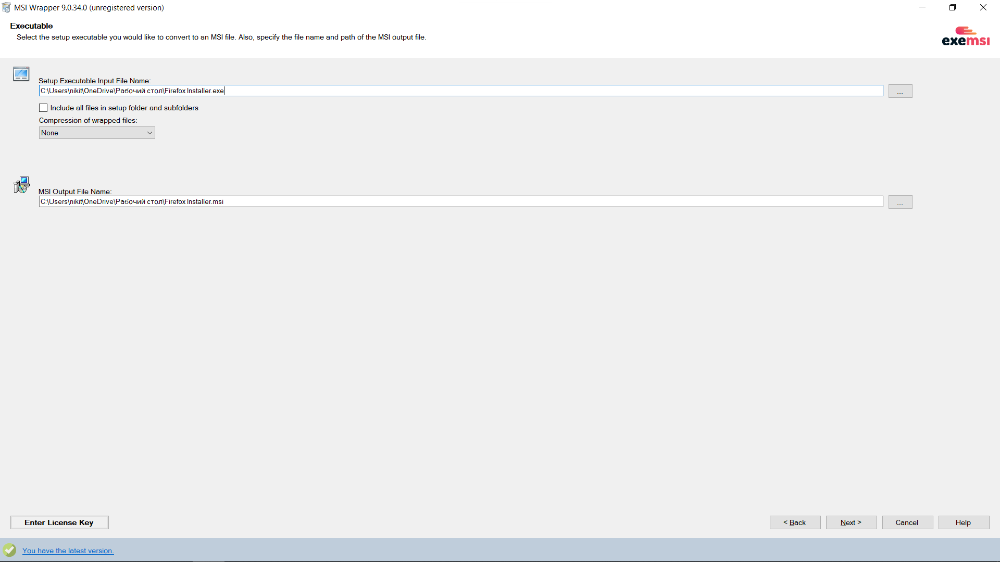 MSI Wrapper 9.0.34.0 (unregistered version)
Executable
Select the setup executable you would like to convert to an MSI file. Also, specify the file name and path of the MSI output file.
exemsi
Setup Executable Input File Name:
C:\Users\nikit\OneDrive\Рабочий стол\Firefox Installer.exe
...
Include all files in setup folder and subfolders
Compression of wrapped files:
None
MSI Output File Name:
C:\Users\nikit\OneDrive\Рабочий стол\Firefox Installer.msi
...
Enter License Key
< Back
Next >
Cancel
Help
You have the latest version.